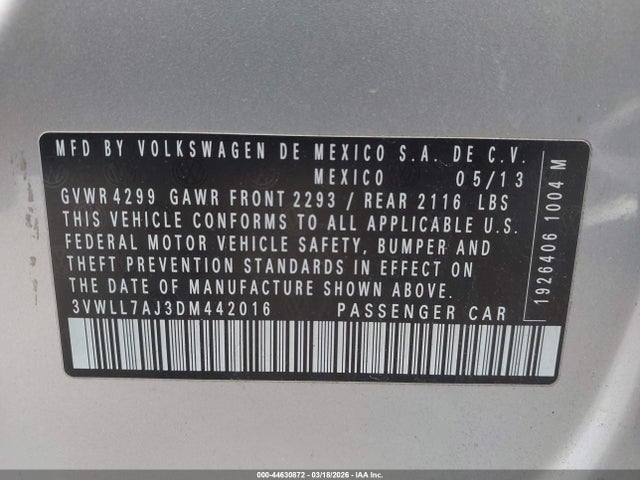 MFD BY VOLKSWAGEN DE MEXICO S.A. DE C.V.
MEXICO 05/13
GVWR 4299 GAWR FRONT 2293 / REAR 2116 LBS
THIS VEHICLE CONFORMS TO ALL APPLICABLE U.S.
FEDERAL MOTOR VEHICLE SAFETY, BUMPER AND
THEFT PREVENTION STANDARDS IN EFFECT ON
THE DATE OF MANUFACTURE SHOWN ABOVE.
3VWLL7AJ3DM442016 PASSENGER CAR
1926406 1004 M
000-44630872 - 03/18/2026 - IAA Inc.